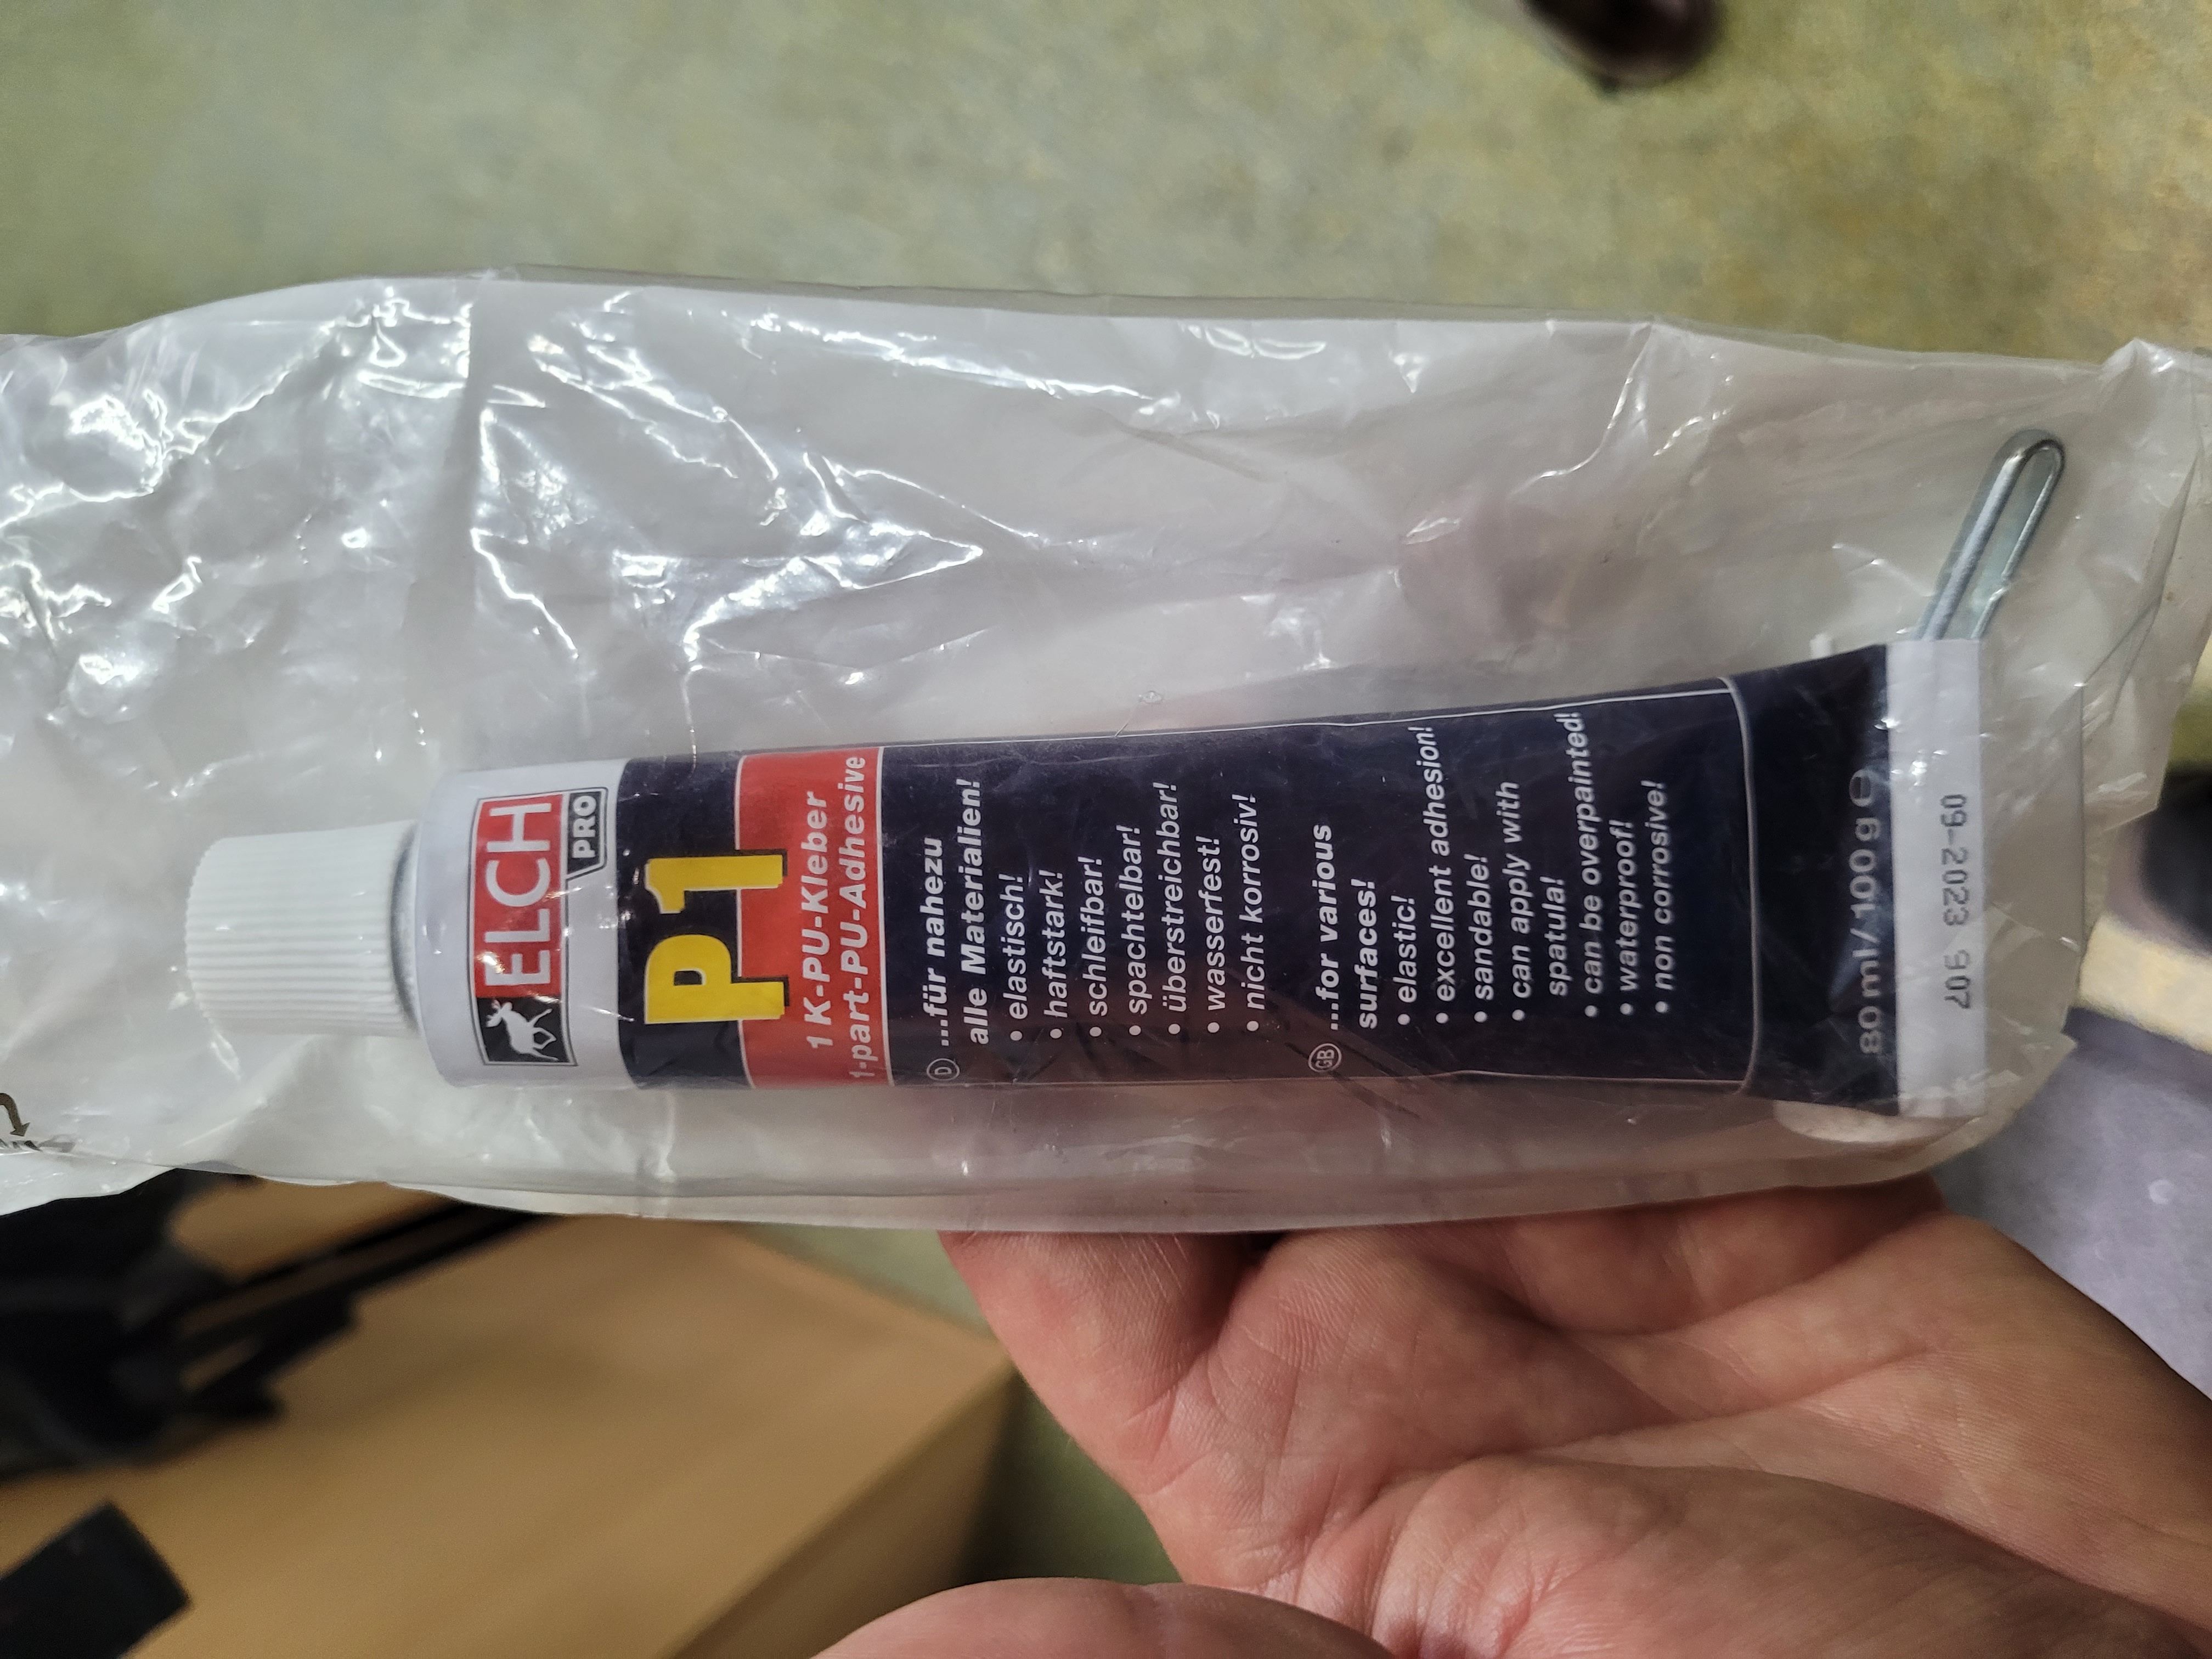 ELCH
PRO
P1
1K-PU-Kleber
1-part-PU-Adhesive
D ...für nahezu
alle Materialien!
• elastisch!
• haftstark!
• schleifbar!
• spachtelbar!
• überstreichbar!
• wasserfest!
• nicht korrosiv!
GB ...for various
surfaces!
• elastic!
• excellent adhesion!
• sandable!
• can apply with
spatula!
• can be overpainted!
• waterproof!
• non corrosive!
80 ml/100 g ℮
09-2023 907